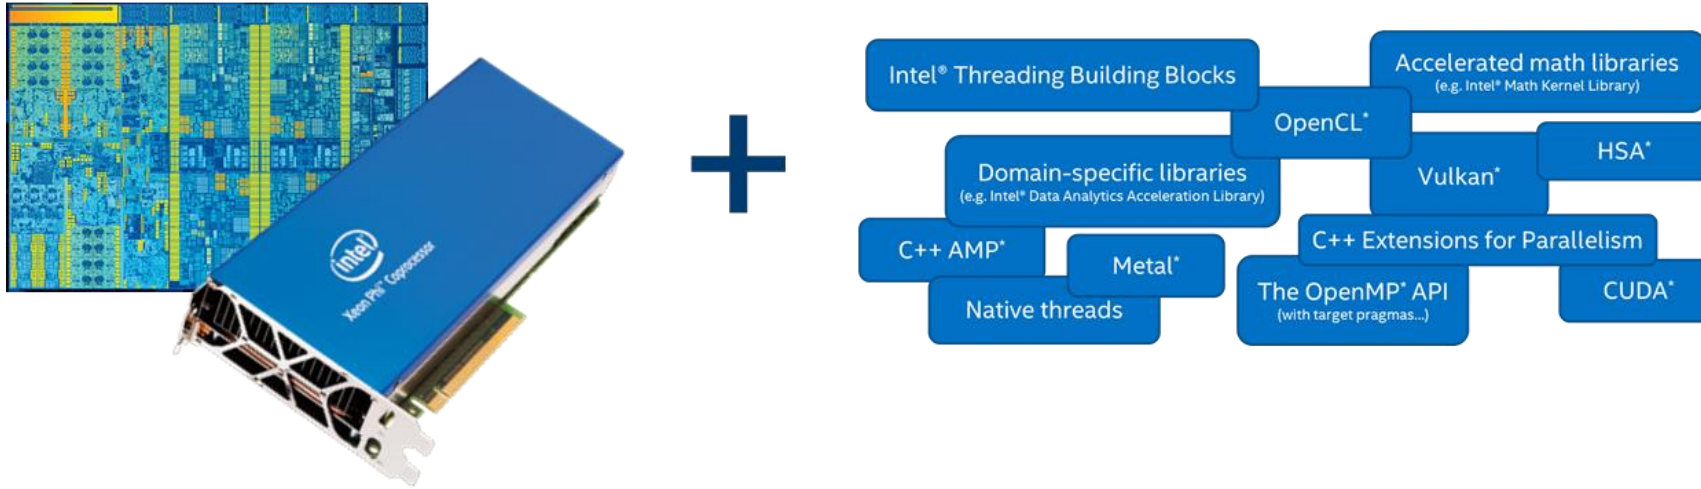 intel
Xeon Phi™ Coprocessor
Intel® Threading Building Blocks
Accelerated math libraries
(e.g. Intel® Math Kernel Library)
OpenCL*
HSA*
Domain-specific libraries
(e.g. Intel® Data Analytics Acceleration Library)
Vulkan*
C++ AMP*
Metal*
C++ Extensions for Parallelism
Native threads
The OpenMP* API
(with target pragmas...)
CUDA*